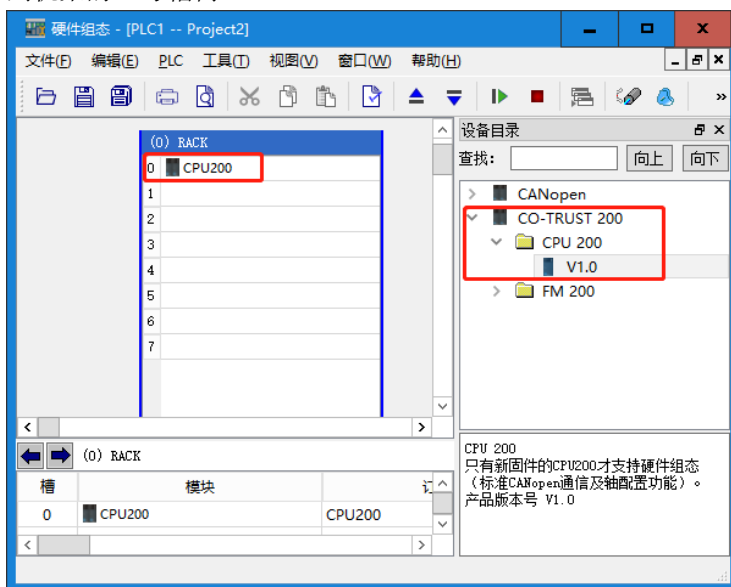 硬件组态 - [PLC1 -- Project2]
文件(F) 编辑(E) PLC 工具(T) 视图(V) 窗口(W) 帮助(H)
»
(0) RACK
0 CPU200
1
2
3
4
5
6
7
设备目录
查找: 向上 向下
CANopen
CO-TRUST 200
CPU 200
V1.0
FM 200
(0) RACK
槽 模块
0 CPU200 CPU200
CPU 200
只有新固件的CPU200才支持硬件组态
(标准CANopen通信及轴配置功能)。
产品版本号 V1.0